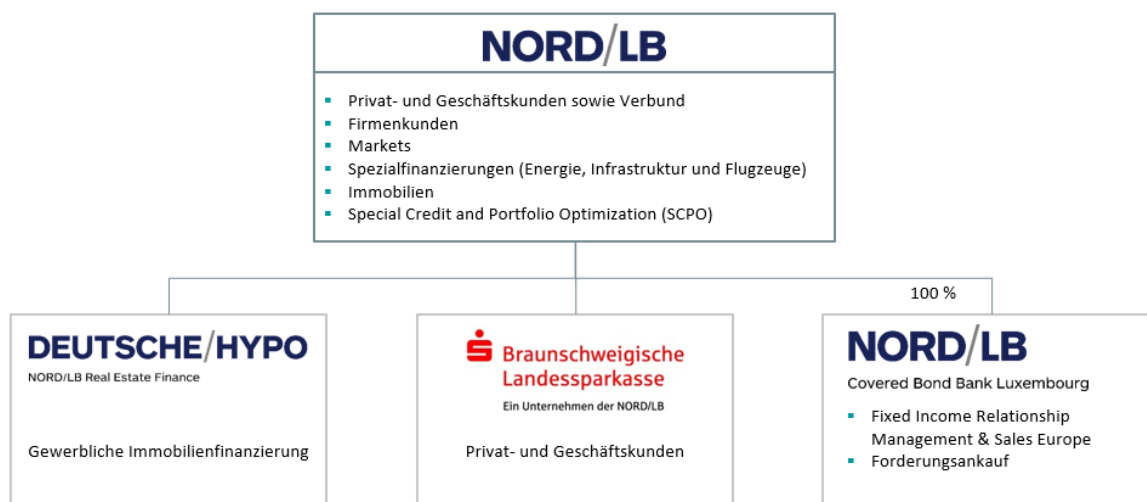 NORD/LB
▪ Privat- und Geschäftskunden sowie Verbund
▪ Firmenkunden
▪ Markets
▪ Spezialfinanzierungen (Energie, Infrastruktur und Flugzeuge)
▪ Immobilien
▪ Special Credit and Portfolio Optimization (SCPO)
100 %
DEUTSCHE/HYPO
NORD/LB Real Estate Finance
Gewerbliche Immobilienfinanzierung
Braunschweigische
Landessparkasse
Ein Unternehmen der NORD/LB
Privat- und Geschäftskunden
NORD/LB
Covered Bond Bank Luxembourg
▪ Fixed Income Relationship
Management & Sales Europe
▪ Forderungsankauf